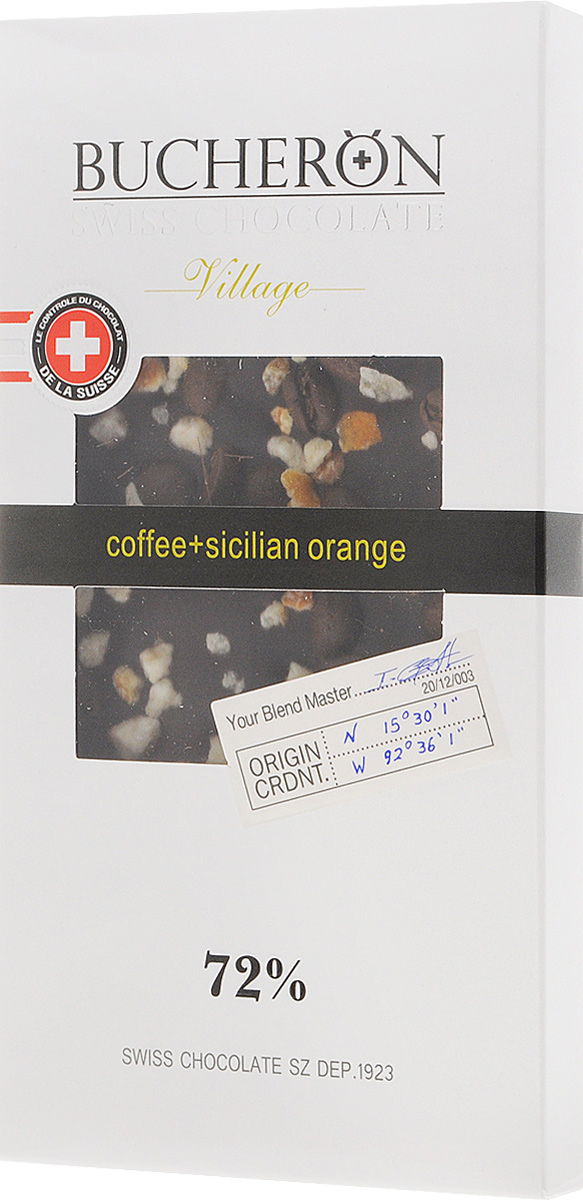 BUCHERÖN
SWISS CHOCOLATE
Village
LE CONTROLE DU CHOCOLAT
DE LA SUISSE
coffee+sicilian orange
Your Blend Master
20/12/003
ORIGIN
CRDNT.
N 15°30'1"
W 92°36'1"
72%
SWISS CHOCOLATE SZ DEP.1923